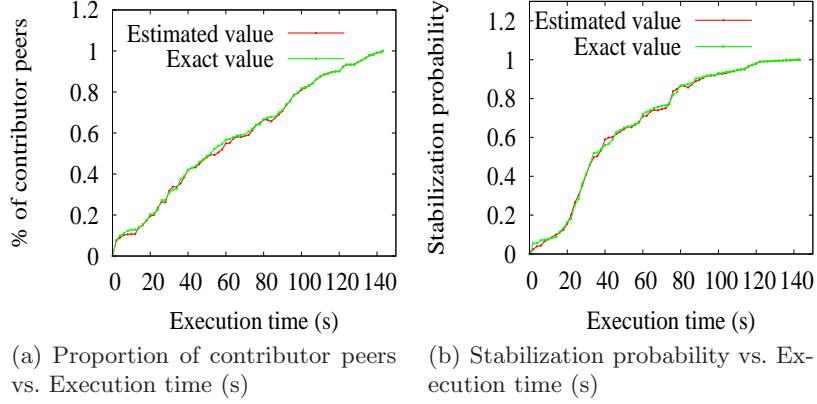 % of contributor peers
1.2
1
0.8
0.6
0.4
0.2
0
Estimated value
Exact value
0 20 40 60 80 100 120 140
Execution time (s)
(a) Proportion of contributor peers
vs. Execution time (s)
Stabilization probability
1.2
1
0.8
0.6
0.4
0.2
0
Estimated value
Exact value
0 20 40 60 80 100 120 140
Execution time (s)
(b) Stabilization probability vs. Ex-
ecution time (s)